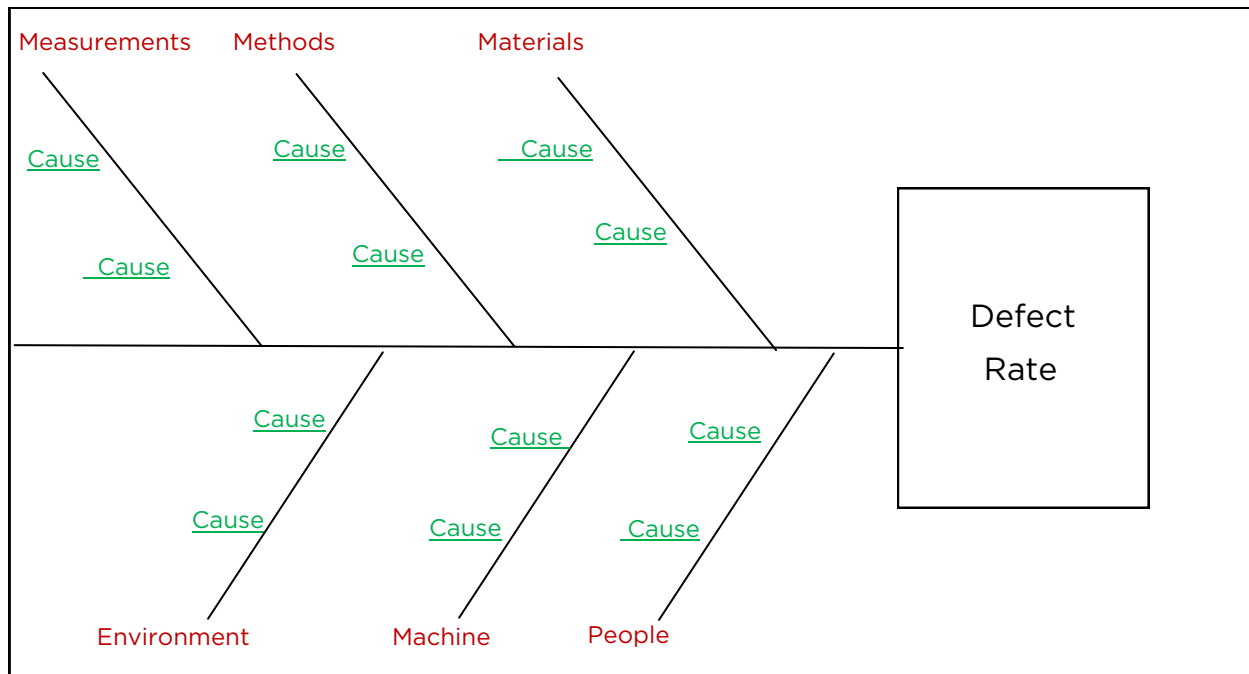 Measurements Methods Materials
Cause Cause Cause
Cause Cause Cause
Defect
Rate
Cause Cause Cause
Cause Cause Cause
Environment Machine People